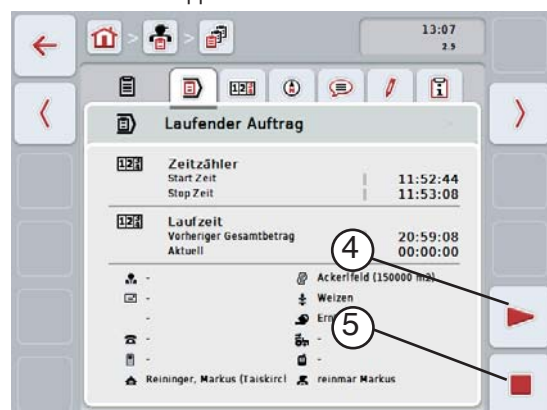 13:07
2.9
Laufender Auftrag
Zeitzähler
Start Zeit 11:52:44
Stop Zeit 11:53:08
Laufzeit
Vorheriger Gesamtbetrag 20:59:08
Aktuell 00:00:00
- Ackerlfeld (150000 m2)
- Weizen
-
- -
- -
Reininger, Markus (Taiskircl reinmar Markus
4
5